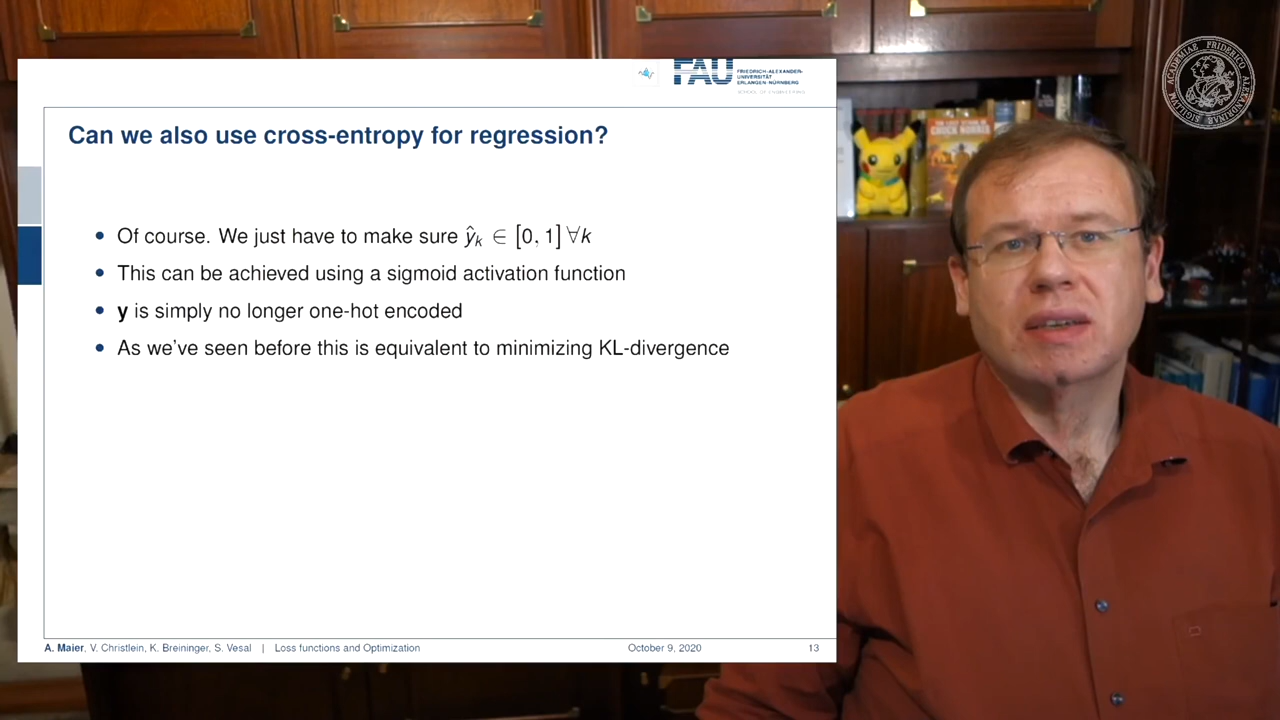 FAU
FRIEDRICH-ALEXANDER-
UNIVERSITÄT
ERLANGEN-NÜRNBERG
Can we also use cross-entropy for regression?
• Of course. We just have to make sure ŷₖ ∈ [0, 1] ∀k
• This can be achieved using a sigmoid activation function
• y is simply no longer one-hot encoded
• As we've seen before this is equivalent to minimizing KL-divergence
A. Maier, V. Christlein, K. Breininger, S. Vesal | Loss functions and Optimization October 9, 2020 13
CHUCK NORRIS